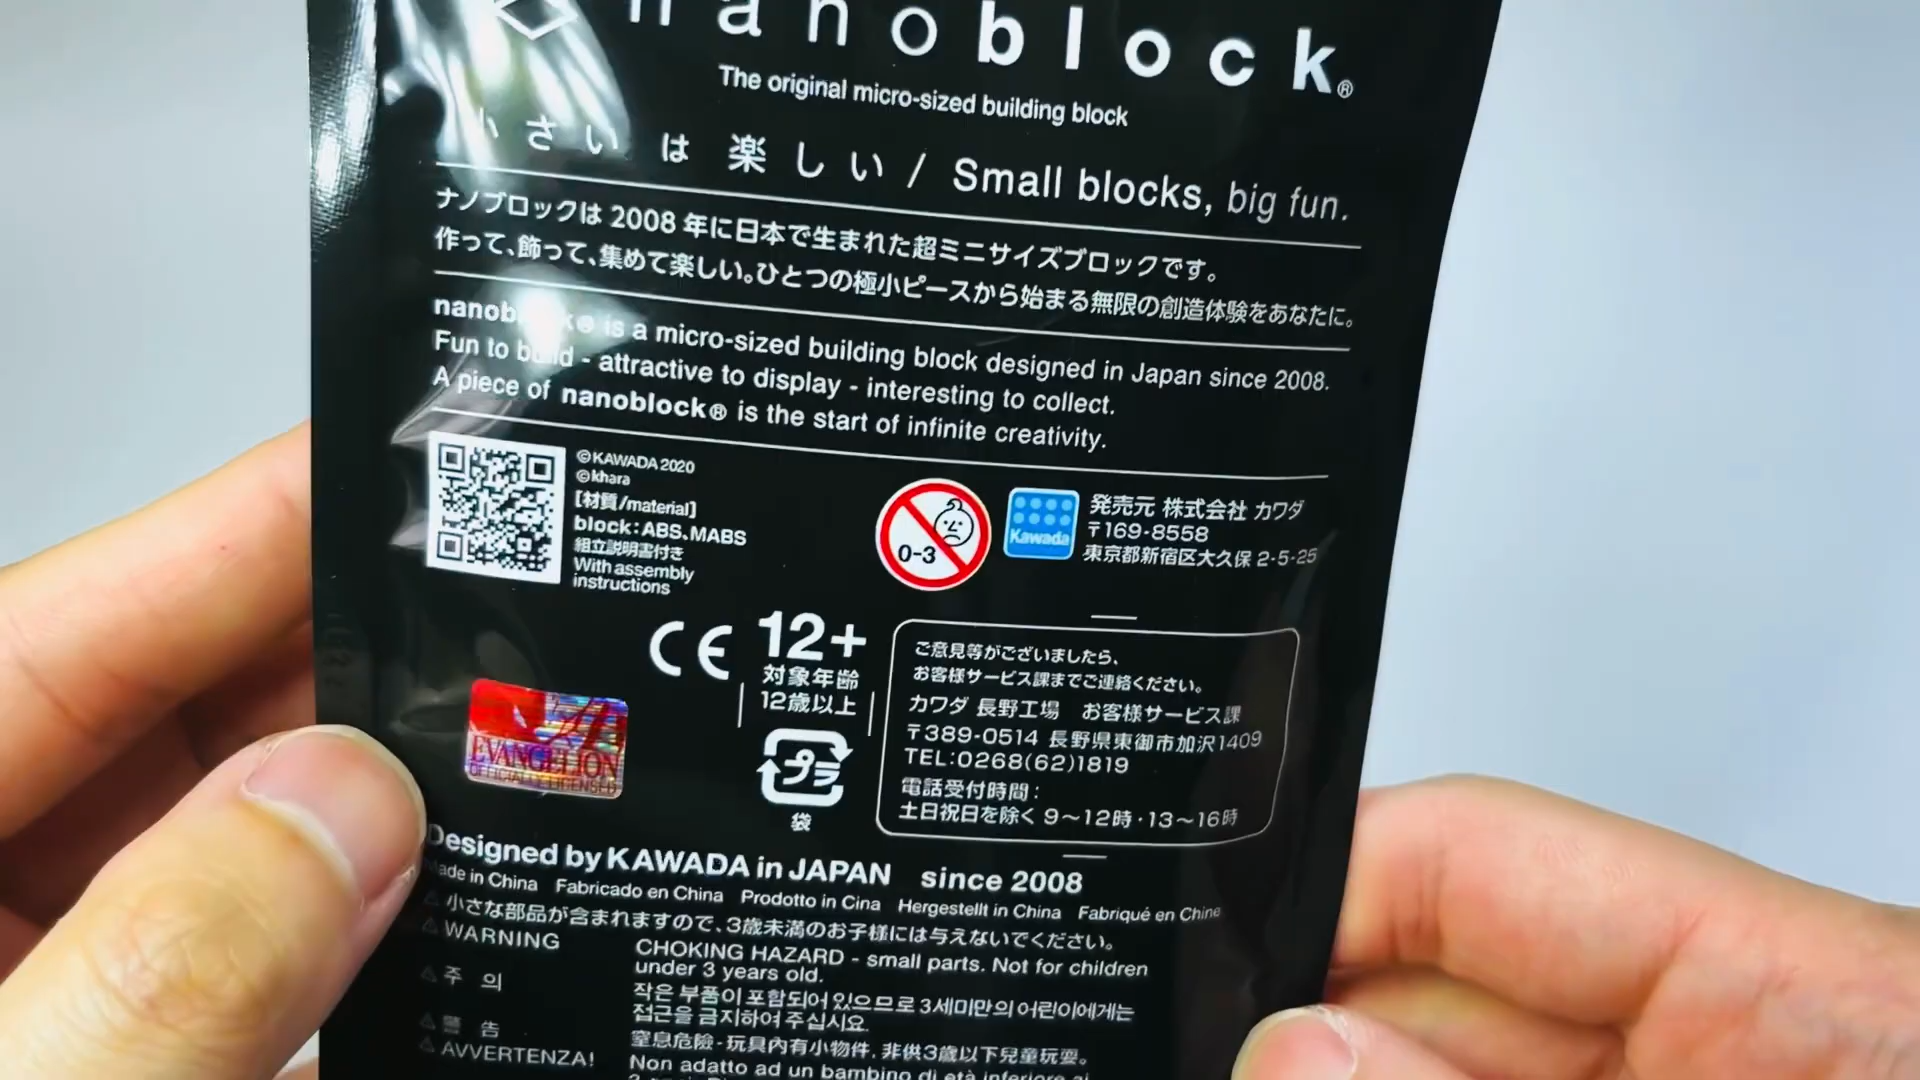 nanoblock®
The original micro-sized building block
小さいは楽しい / Small blocks, big fun.
ナノブロックは 2008 年に日本で生まれた超ミニサイズブロックです。
作って、飾って、集めて楽しい。ひとつの極小ピースから始まる無限の創造体験をあなたに。
nanoblock® is a micro-sized building block designed in Japan since 2008.
Fun to build - attractive to display - interesting to collect.
A piece of nanoblock® is the start of infinite creativity.
©KAWADA 2020
©khara
[材質/material]
block:ABS、MABS
組立説明書付き
With assembly
instructions
0-3
Kawada
発売元 株式会社 カワダ
〒169-8558
東京都新宿区大久保 2-5-25
CE
12+
対象年齢
12歳以上
プラ
袋
EVANGELION
OFFICIALLY LICENSED
ご意見等がございましたら、
お客様サービス課までご連絡ください。
カワダ 長野工場 お客様サービス課
〒389-0514 長野県東御市加沢1409
TEL:0268(62)1819
電話受付時間:
土日祝日を除く 9～12時・13～16時
Designed by KAWADA in JAPAN since 2008
Made in China Fabricado en China Prodotto in Cina Hergestellt in China Fabriqué en Chine
⚠小さな部品が含まれますので、3歳未満のお子様には与えないでください。
⚠WARNING CHOKING HAZARD - small parts. Not for children
under 3 years old.
⚠주 의 작은 부품이 포함되어 있으므로 3세미만의 어린이에게는
접근을 금지하여 주십시요.
⚠警 告 窒息危險-玩具內有小物件. 非供3歲以下兒童玩耍。
⚠AVVERTENZA! Non adatto ad un bambino di età inferiore ai